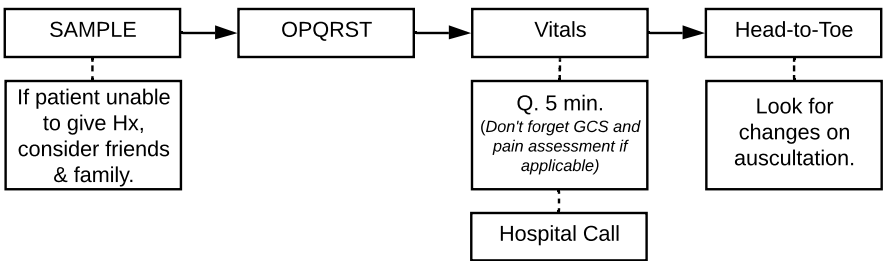 SAMPLE
OPQRST
Vitals
Head-to-Toe
If patient unable
to give Hx,
consider friends
& family.
Q. 5 min.
(Don't forget GCS and
pain assessment if
applicable)
Look for
changes on
auscultation.
Hospital Call